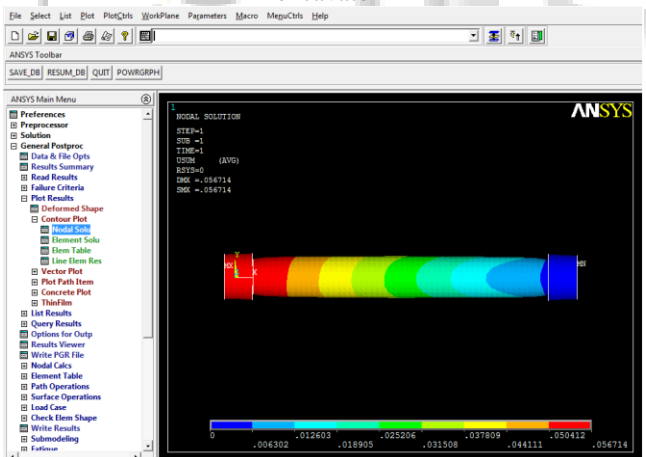 File Select List Plot PlotCtrls WorkPlane Parameters Macro MenuCtrls Help
ANSYS Toolbar
SAVE_DB RESUM_DB QUIT POWRGRPH
ANSYS Main Menu
Preferences
Preprocessor
Solution
General Postproc
Data & File Opts
Results Summary
Read Results
Failure Criteria
Plot Results
Deformed Shape
Contour Plot
Nodal Solu
Element Solu
Elem Table
Line Elem Res
Vector Plot
Plot Path Item
Concrete Plot
ThinFilm
List Results
Query Results
Options for Outp
Results Viewer
Write PGR File
Nodal Calcs
Element Table
Path Operations
Surface Operations
Load Case
Check Elem Shape
Write Results
Submodeling
Fatigue
1
NODAL SOLUTION
ANSYS
STEP=1
SUB =1
TIME=1
USUM (AVG)
RSYS=0
DMX =.056714
SMX =.056714
Y
MX
X
MN
0 .012603 .025206 .037809 .050412
.006302 .018905 .031508 .044111 .056714